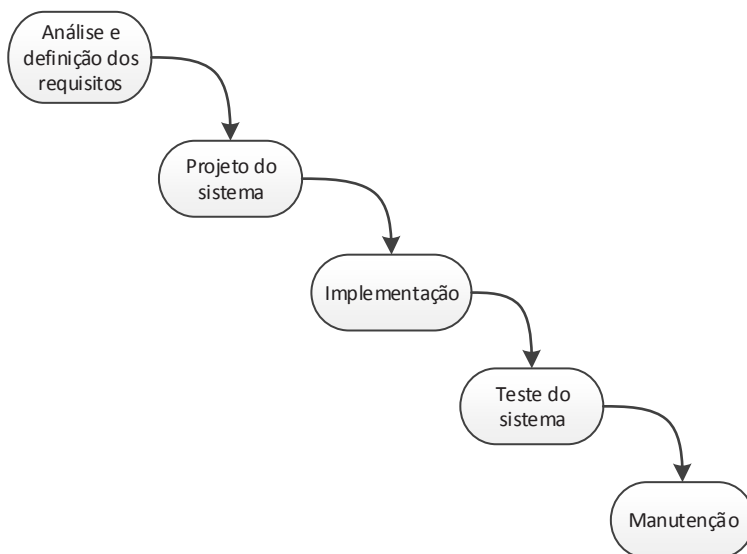 Análise e
definição dos
requisitos
Projeto do
sistema
Implementação
Teste do
sistema
Manutenção